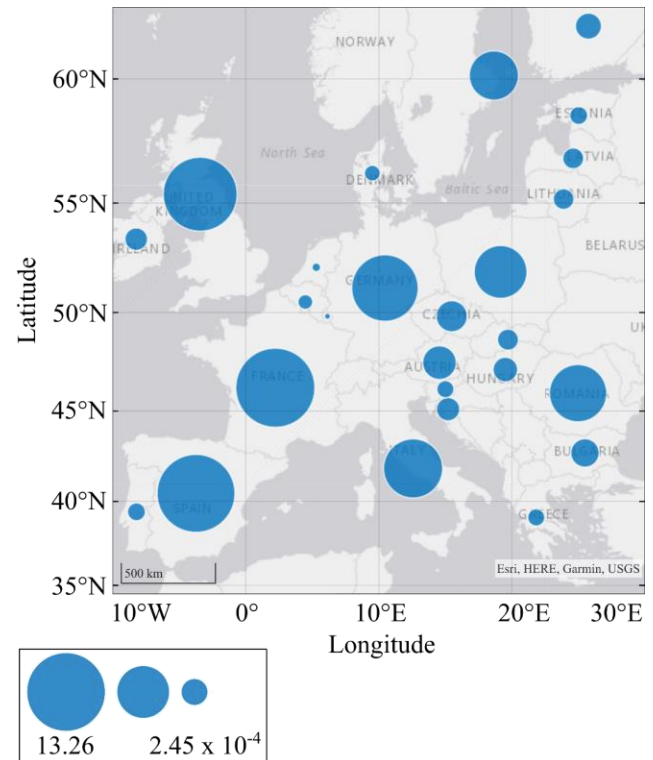 NORWAY
60°N
ESTONIA
North Sea
LATVIA
DENMARK
Baltic Sea
LITHUANIA
55°N
UNITED
KINGDOM
IRELAND
BELARUS
GERMANY
50°N
CZECHIA
UK
AUSTRIA
HUNGARY
FRANCE
ROMANIA
45°N
ITALY
BULGARIA
40°N
SPAIN
GREECE
500 km
Esri, HERE, Garmin, USGS
35°N
10°W 0° 10°E 20°E 30°E
Longitude
Latitude
13.26 2.45 x 10⁻⁴